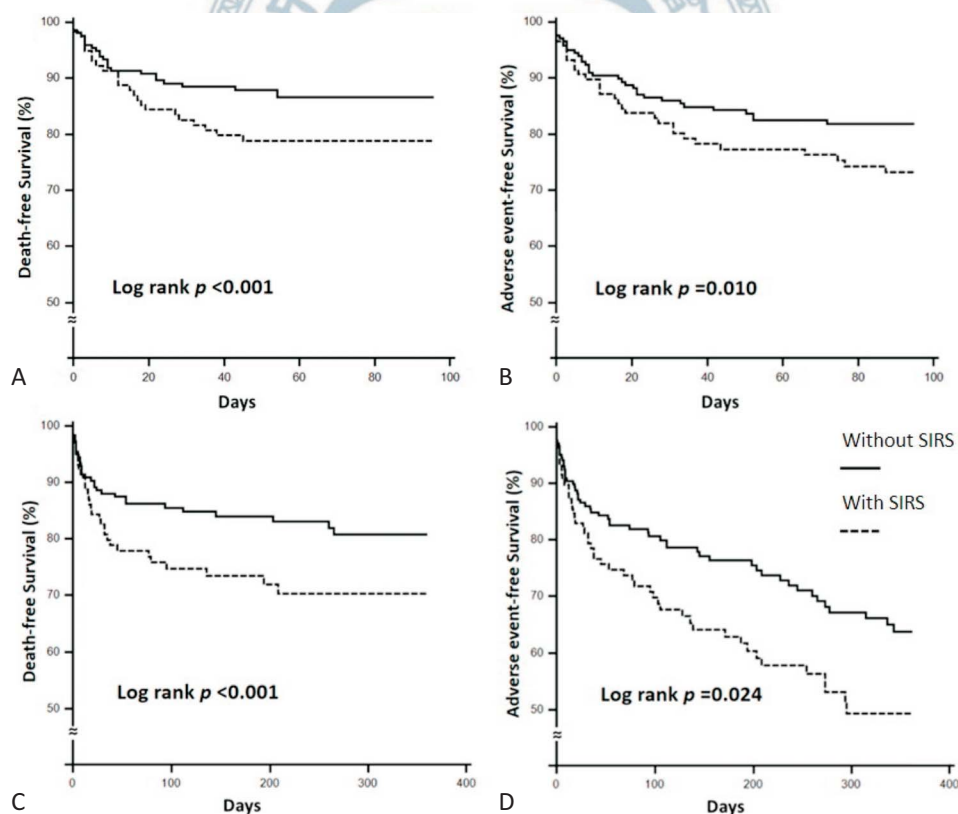 100
90
80
70
60
50
≈
Death-free Survival (%)
Log rank p <0.001
0 20 40 60 80 100
Days
A
100
90
80
70
60
50
≈
Adverse event-free Survival (%)
Log rank p =0.010
0 20 40 60 80 100
Days
B
100
90
80
70
60
50
≈
Death-free Survival (%)
Log rank p <0.001
0 100 200 300 400
Days
C
100
90
80
70
60
50
≈
Adverse event-free Survival (%)
Without SIRS
With SIRS
Log rank p =0.024
0 100 200 300 400
Days
D